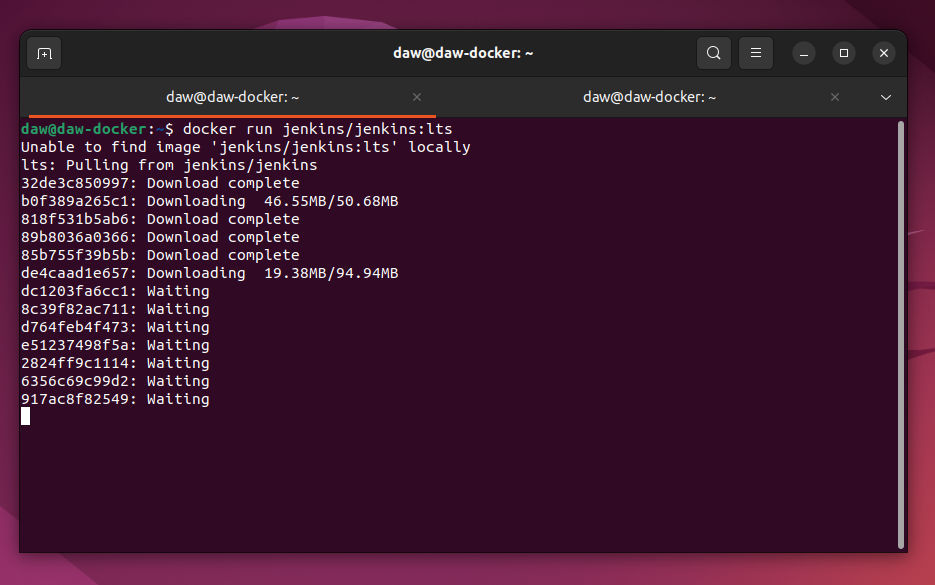 daw@daw-docker: ~
daw@daw-docker: ~
daw@daw-docker: ~
daw@daw-docker:~$ docker run jenkins/jenkins:lts
Unable to find image 'jenkins/jenkins:lts' locally
lts: Pulling from jenkins/jenkins
32de3c850997: Download complete
b0f389a265c1: Downloading  46.55MB/50.68MB
818f531b5ab6: Download complete
89b8036a0366: Download complete
85b755f39b5b: Download complete
de4caad1e657: Downloading  19.38MB/94.94MB
dc1203fa6cc1: Waiting
8c39f82ac711: Waiting
d764feb4f473: Waiting
e51237498f5a: Waiting
2824ff9c1114: Waiting
6356c69c99d2: Waiting
917ac8f82549: Waiting